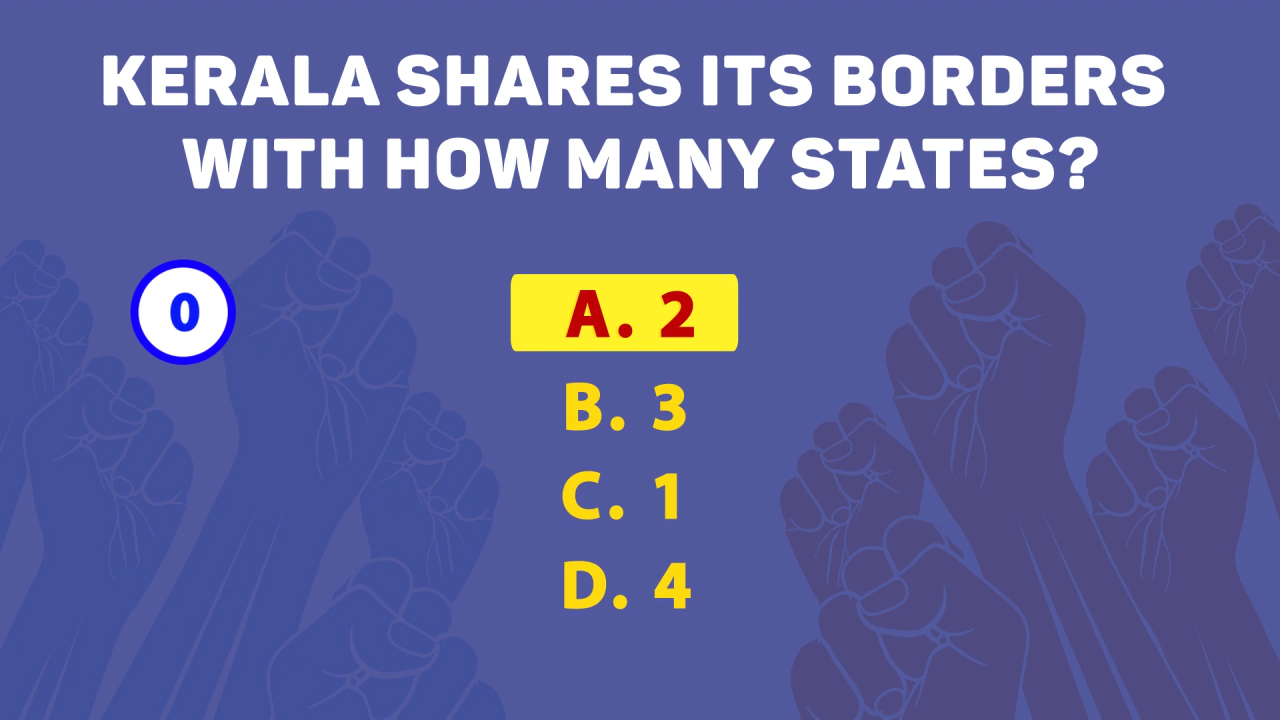 KERALA SHARES ITS BORDERS
WITH HOW MANY STATES?
0
A. 2
B. 3
C. 1
D. 4